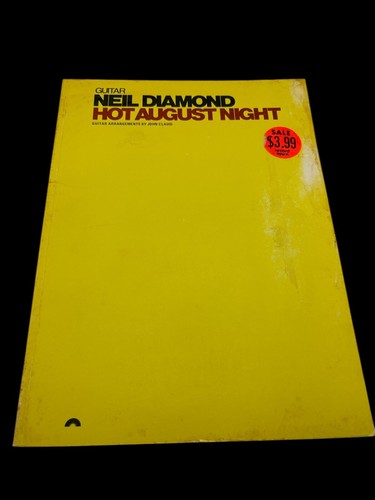 GUITAR
NEIL DIAMOND
HOT AUGUST NIGHT
GUITAR ARRANGEMENTS BY JOHN CLARK
SALE
$3.99